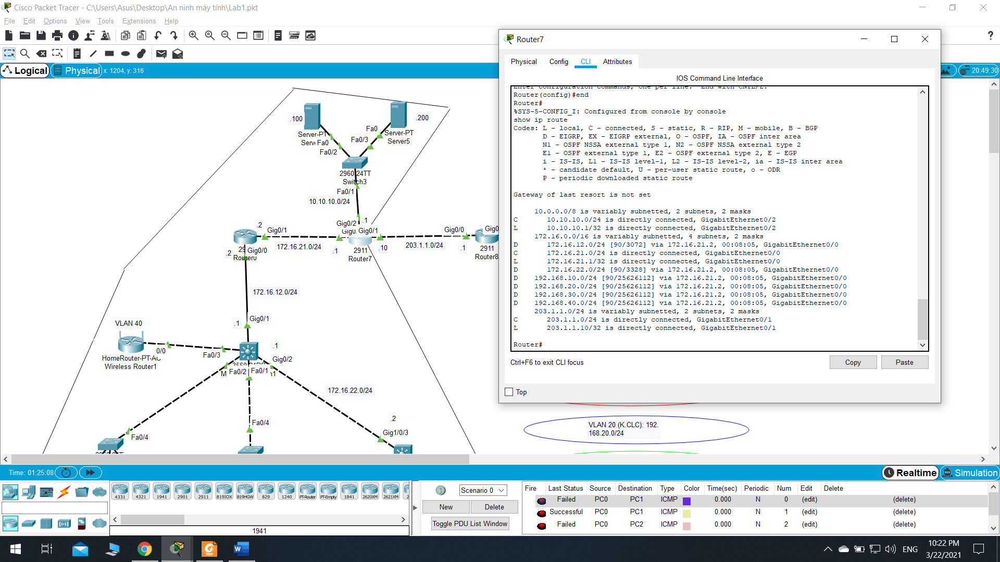 Cisco Packet Tracer - C:\Users\Asus\Desktop\An ninh máy tính\Lab1.pkt
File Edit Options View Tools Extensions Help
Logical Physical x: 1204, y: 316
20:49:30
.100
.200
Server-PT
Fa0
Fa0/2
Fa0
Fa0/3
Server-PT
Server5
2960-24TT
Switch3
Fa0/1
10.10.10.0/24
.1
Gig0/2
Gig0/1
.2
Gig0/1
172.16.21.0/24
.1
2911
Router7
.10
203.1.1.0/24
Gig0/0
.1
2911
Router8
.2
Gig0/0
Router0
172.16.12.0/24
.1
Gig0/1
VLAN 40
0/0
HomeRouter-PT-AC
Wireless Router1
Fa0/3
.1
Gig0/2
Fa0/2
Fa0/1
172.16.22.0/24
.2
Gig1/0/3
Fa0/4
Fa0/4
VLAN 20 (K.CLC): 192.
168.20.0/24
Router7
Physical Config CLI Attributes
IOS Command Line Interface
Enter configuration commands, one per line. End with CNTL/Z.
Router(config)#end
Router#
%SYS-5-CONFIG_I: Configured from console by console
show ip route
Codes: L - local, C - connected, S - static, R - RIP, M - mobile, B - BGP
D - EIGRP, EX - EIGRP external, O - OSPF, IA - OSPF inter area
N1 - OSPF NSSA external type 1, N2 - OSPF NSSA external type 2
E1 - OSPF external type 1, E2 - OSPF external type 2, E - EGP
i - IS-IS, L1 - IS-IS level-1, L2 - IS-IS level-2, ia - IS-IS inter area
* - candidate default, U - per-user static route, o - ODR
P - periodic downloaded static route
Gateway of last resort is not set
10.0.0.0/8 is variably subnetted, 2 subnets, 2 masks
C 10.10.10.0/24 is directly connected, GigabitEthernet0/2
L 10.10.10.1/32 is directly connected, GigabitEthernet0/2
172.16.0.0/16 is variably subnetted, 4 subnets, 2 masks
D 172.16.12.0/24 [90/3072] via 172.16.21.2, 00:08:05, GigabitEthernet0/0
C 172.16.21.0/24 is directly connected, GigabitEthernet0/0
L 172.16.21.1/32 is directly connected, GigabitEthernet0/0
D 172.16.22.0/24 [90/3328] via 172.16.21.2, 00:08:05, GigabitEthernet0/0
D 192.168.10.0/24 [90/25626112] via 172.16.21.2, 00:08:05, GigabitEthernet0/0
D 192.168.20.0/24 [90/25626112] via 172.16.21.2, 00:08:05, GigabitEthernet0/0
D 192.168.30.0/24 [90/25626112] via 172.16.21.2, 00:08:05, GigabitEthernet0/0
D 192.168.40.0/24 [90/25626112] via 172.16.21.2, 00:08:05, GigabitEthernet0/0
203.1.1.0/24 is variably subnetted, 2 subnets, 2 masks
C 203.1.1.0/24 is directly connected, GigabitEthernet0/1
L 203.1.1.10/32 is directly connected, GigabitEthernet0/1
Router#
Ctrl+F6 to exit CLI focus
Copy Paste
Top
Time: 01:25:08
Realtime Simulation
4331 4321 1941 2901 2911 819IOX 819HGW 829 1240 PT-Router PT-Empty 1841 2620XM 2621XM
1941
Scenario 0
New Delete
Toggle PDU List Window
Fire Last Status Source Destination Type Color Time(sec) Periodic Num Edit Delete
Failed PC0 PC1 ICMP 0.000 N 0 (edit) (delete)
Successful PC0 PC1 ICMP 0.000 N 1 (edit) (delete)
Failed PC0 PC2 ICMP 0.000 N 2 (edit) (delete)
ENG
10:22 PM
3/22/2021